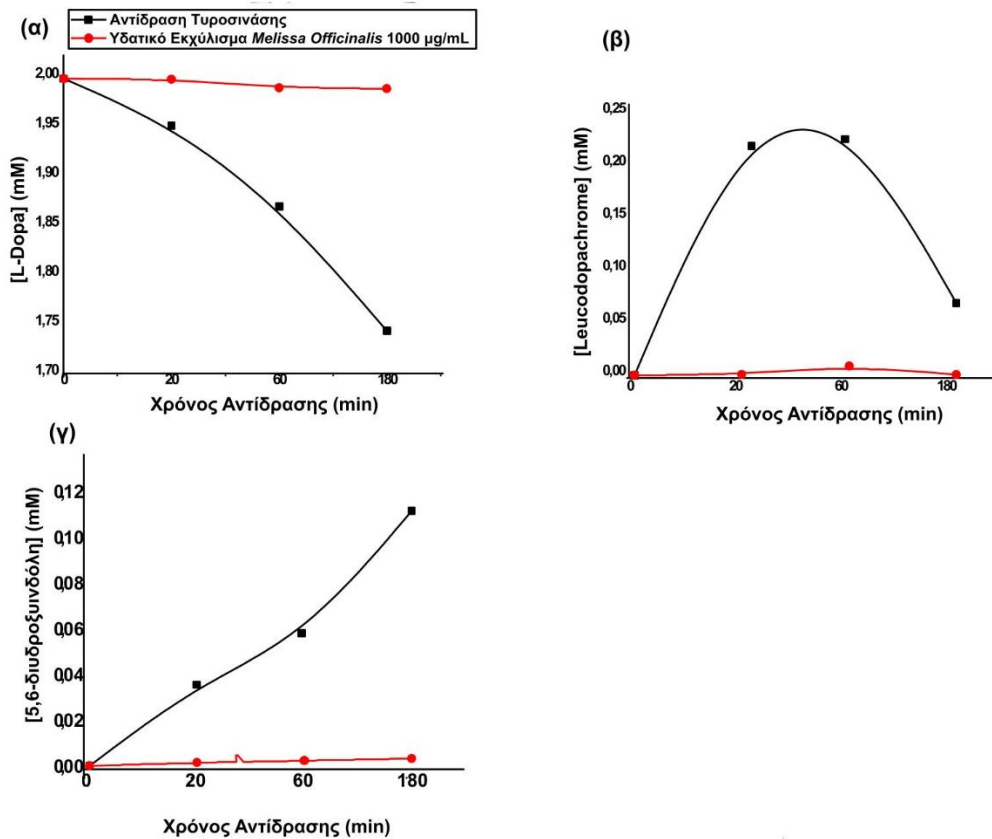 (α)
Αντίδραση Τυροσινάσης
Υδατικό Εκχύλισμα Melissa Officinalis 1000 μg/mL
2,00
1,95
1,90
1,85
1,80
1,75
1,70
[L-Dopa] (mM)
0 20 60 180
Χρόνος Αντίδρασης (min)
(β)
0,25
0,20
0,15
0,10
0,05
0,00
[Leucodopachrome] (mM)
0 20 60 180
Χρόνος Αντίδρασης (min)
(γ)
0,12
0,10
0,08
0,06
0,04
0,02
0,00
[5,6-διυδροξυινδόλη] (mM)
0 20 60 180
Χρόνος Αντίδρασης (min)